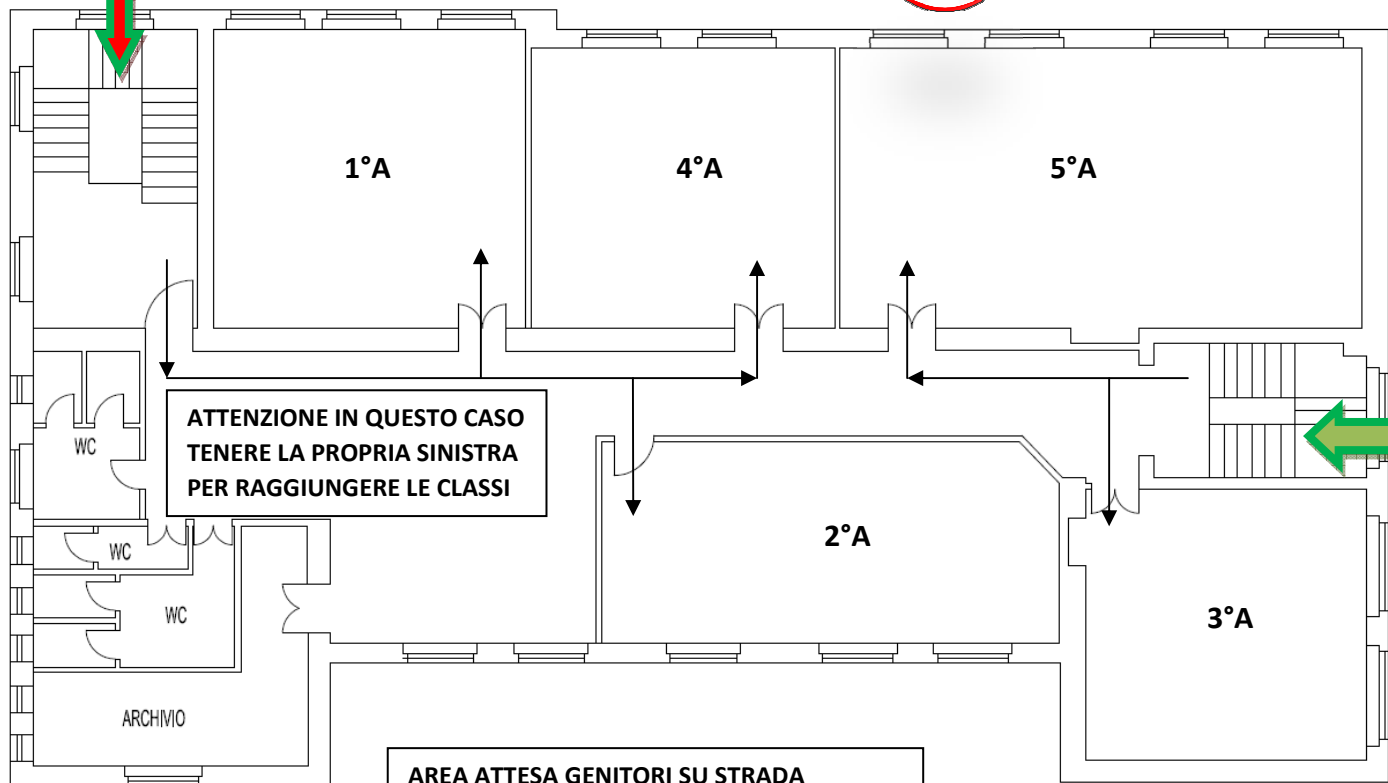 1°A
4°A
5°A
ATTENZIONE IN QUESTO CASO
TENERE LA PROPRIA SINISTRA
PER RAGGIUNGERE LE CLASSI
WC
WC
WC
2°A
3°A
ARCHIVIO
AREA ATTESA GENITORI SU STRADA